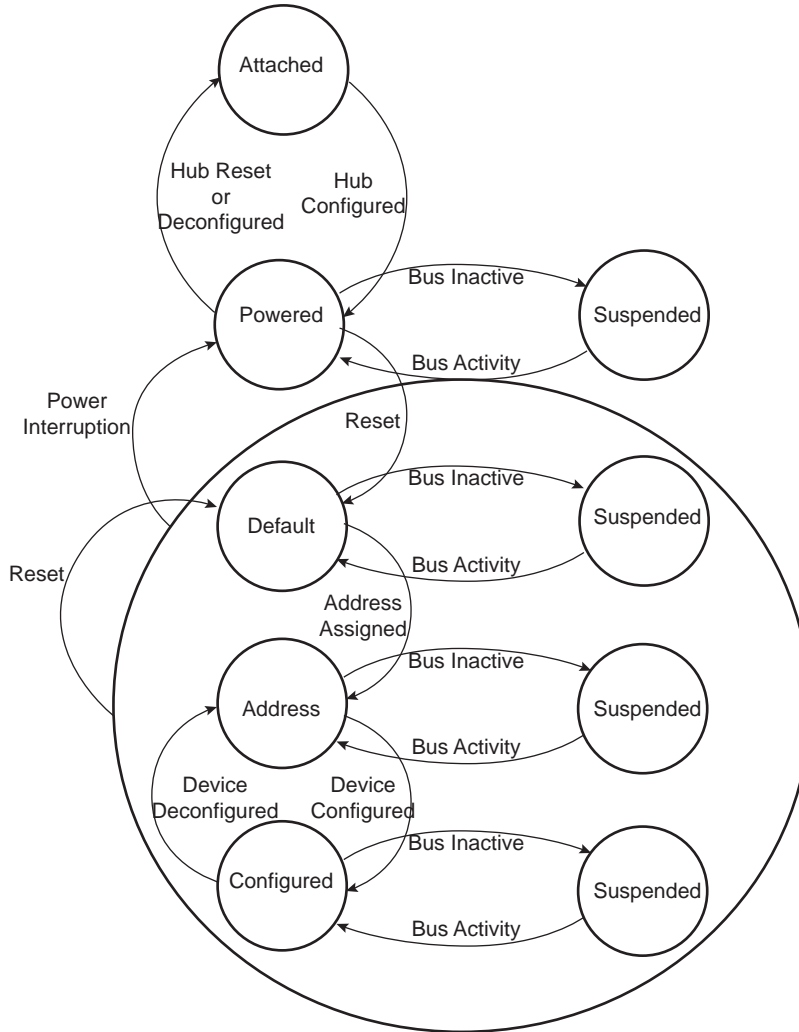 Attached
Hub Reset
or
Deconfigured
Hub
Configured
Bus Inactive
Powered
Suspended
Bus Activity
Power
Interruption
Reset
Bus Inactive
Default
Suspended
Bus Activity
Reset
Address
Assigned
Bus Inactive
Address
Suspended
Bus Activity
Device
Deconfigured
Device
Configured
Bus Inactive
Configured
Suspended
Bus Activity